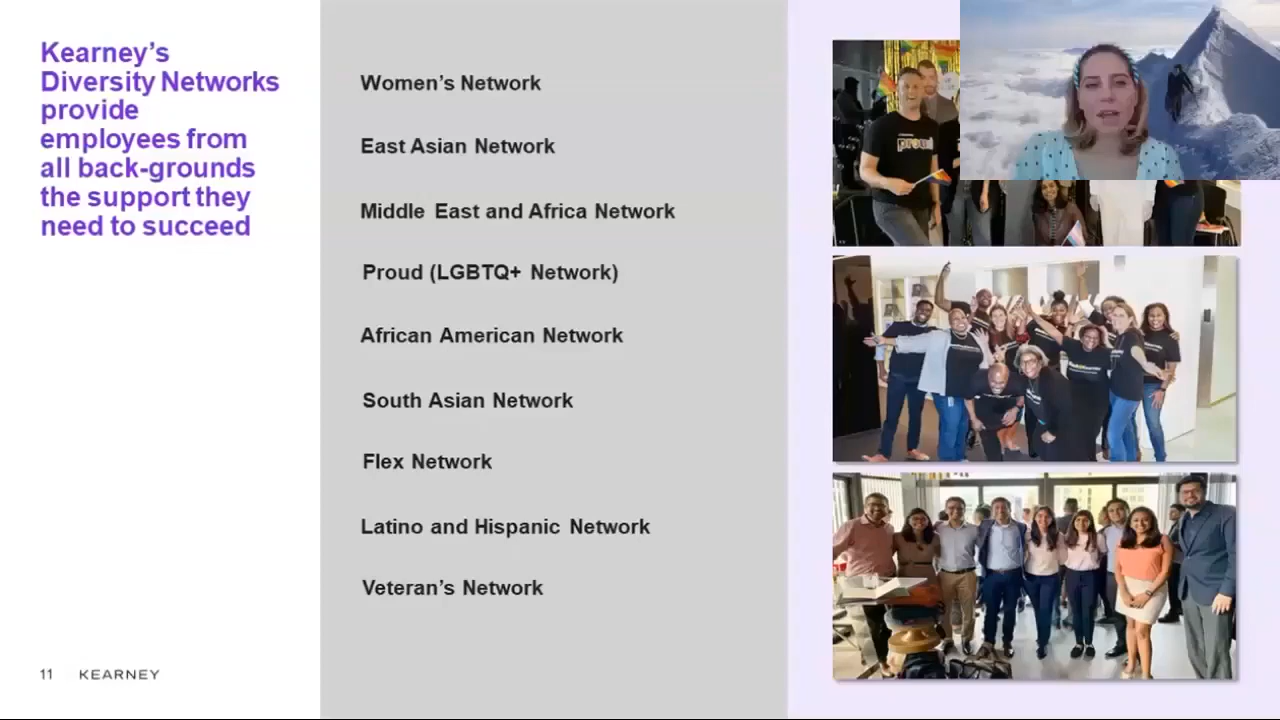 Kearney's
Diversity Networks
provide
employees from
all back-grounds
the support they
need to succeed
Women's Network
East Asian Network
Middle East and Africa Network
Proud (LGBTQ+ Network)
African American Network
South Asian Network
Flex Network
Latino and Hispanic Network
Veteran's Network
proud
11 KEARNEY